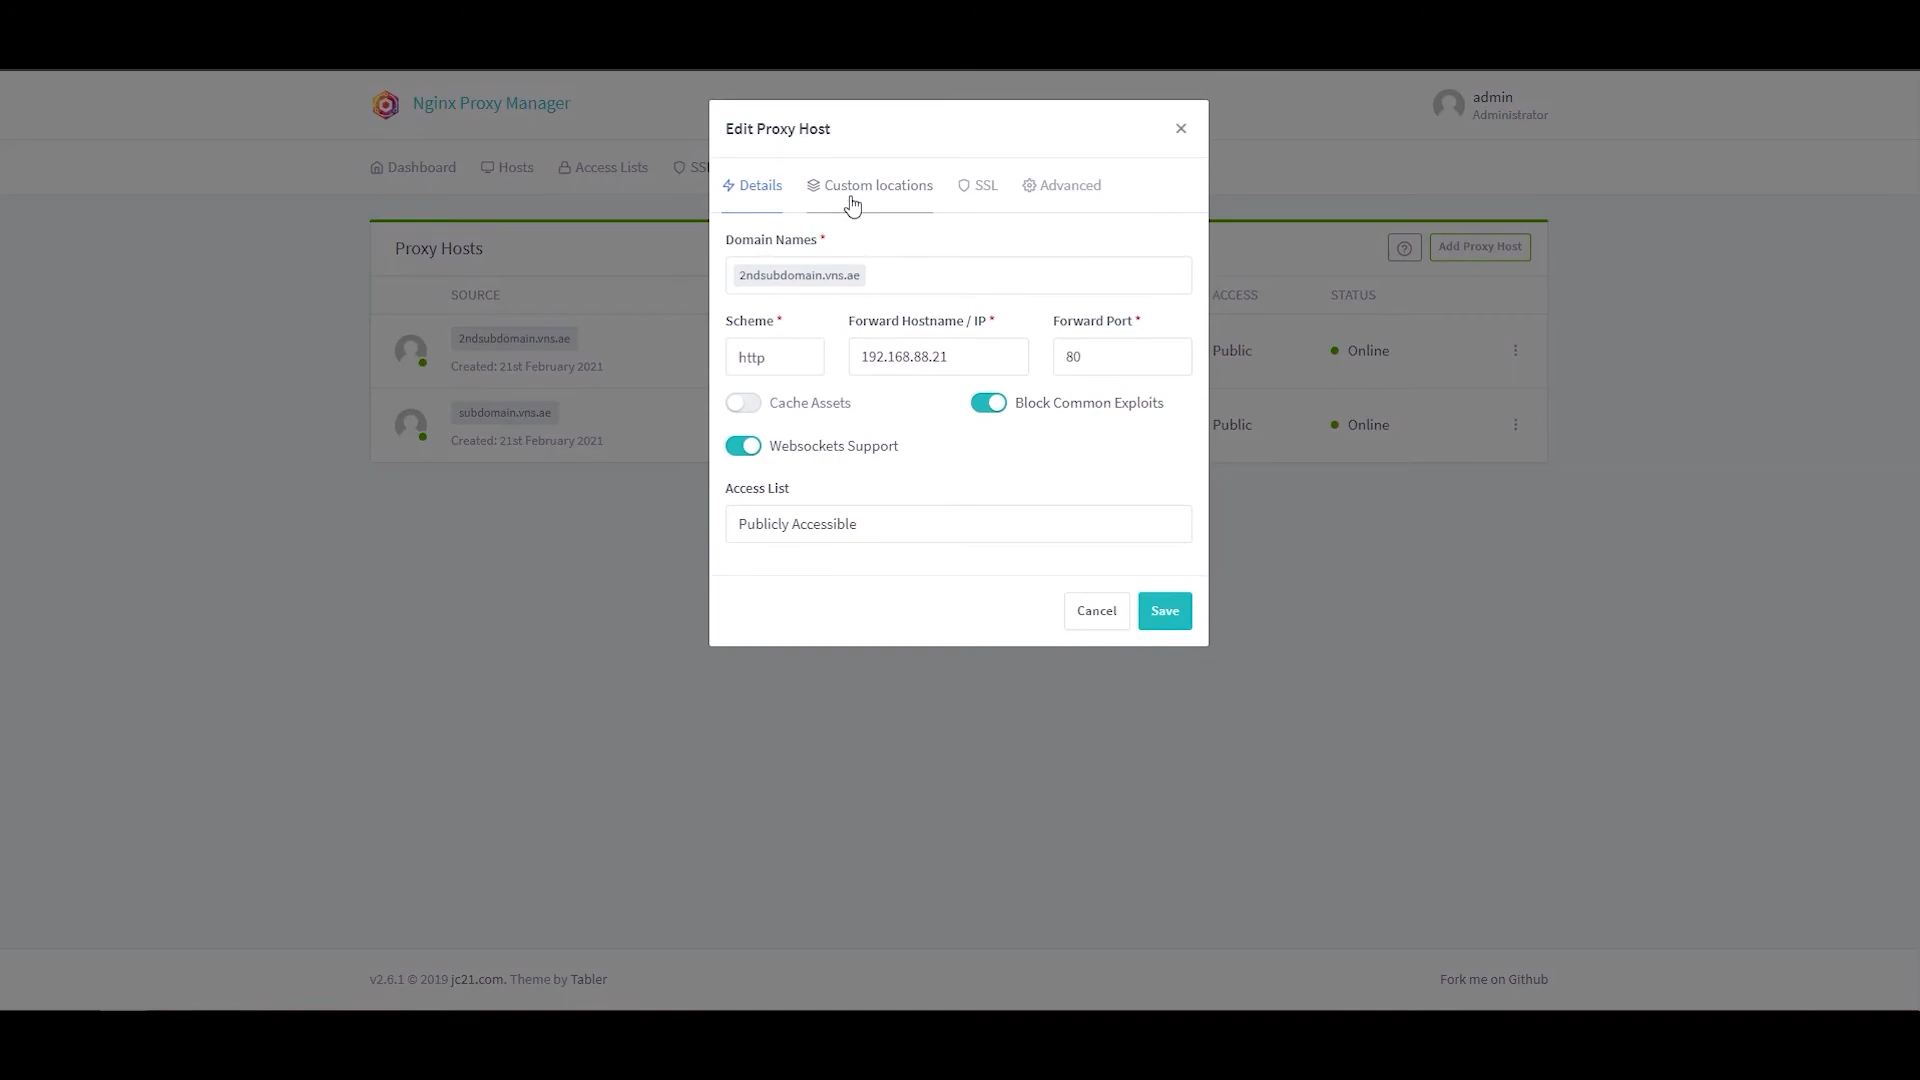 Nginx Proxy Manager
admin
Administrator
Dashboard
Hosts
Access Lists
Proxy Hosts
Add Proxy Host
SOURCE
ACCESS
STATUS
2ndsubdomain.vns.ae
Created: 21st February 2021
Public
Online
subdomain.vns.ae
Created: 21st February 2021
Public
Online
Edit Proxy Host
Details
Custom locations
SSL
Advanced
Domain Names *
2ndsubdomain.vns.ae
Scheme *
Forward Hostname / IP *
Forward Port *
http
192.168.88.21
80
Cache Assets
Block Common Exploits
Websockets Support
Access List
Publicly Accessible
Cancel
Save
v2.6.1 © 2019 jc21.com. Theme by Tabler
Fork me on Github